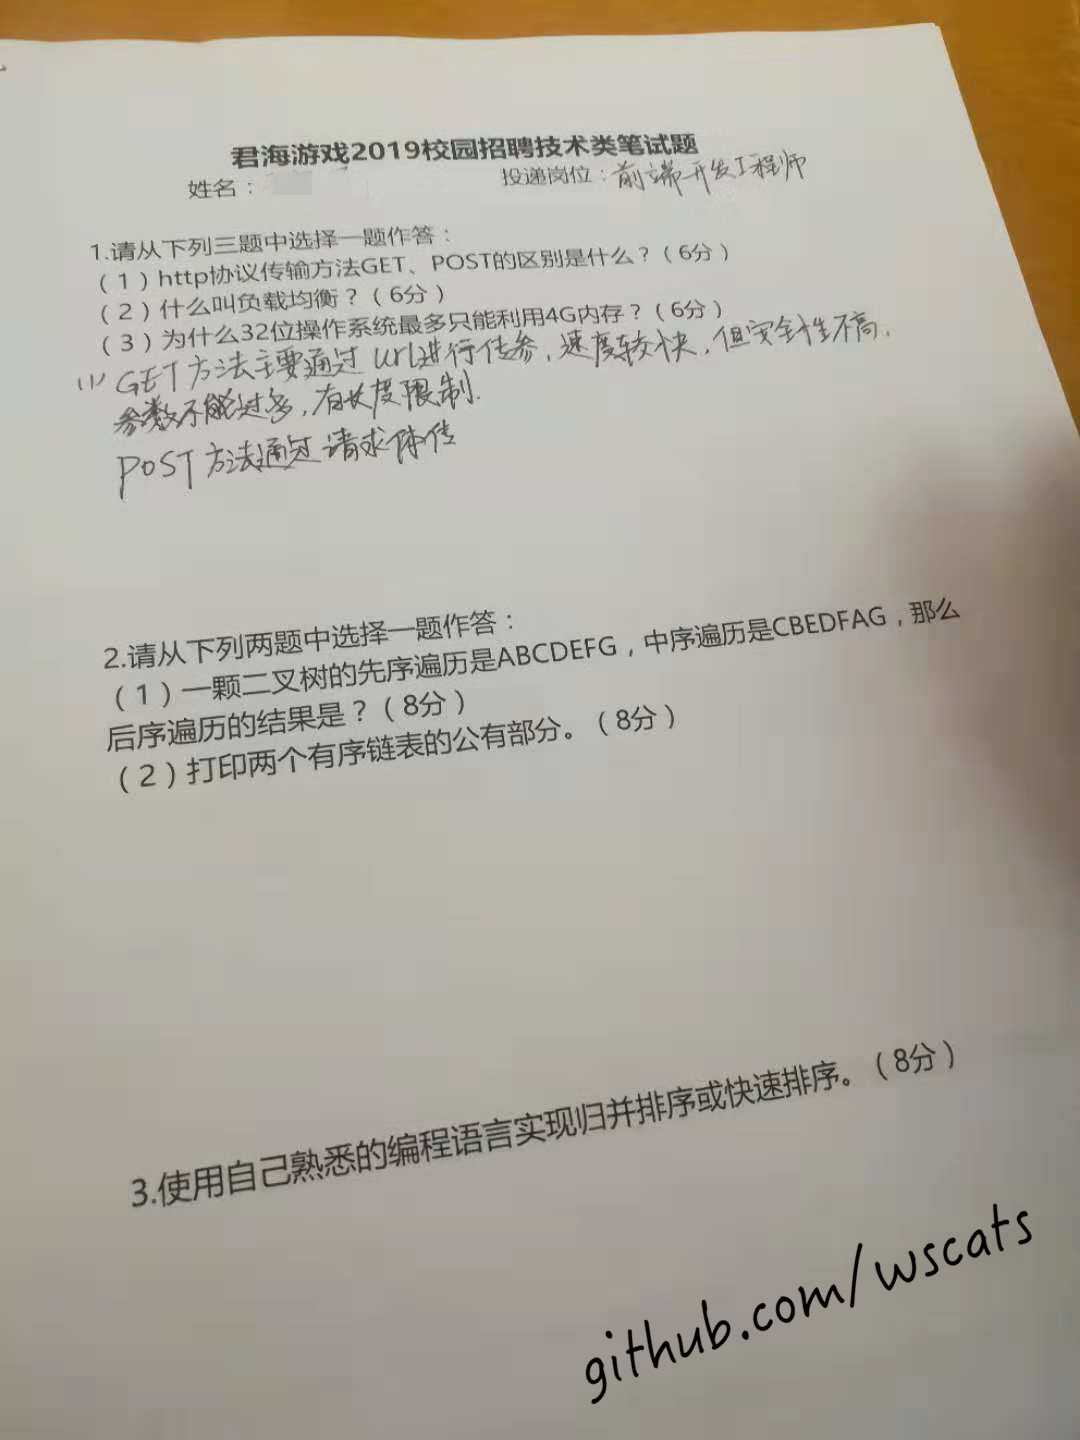 君海游戏2019校园招聘技术类笔试题
姓名：
投递岗位：前端开发工程师
1.请从下列三题中选择一题作答：
（1）http协议传输方法GET、POST的区别是什么？（6分）
（2）什么叫负载均衡？（6分）
（3）为什么32位操作系统最多只能利用4G内存？（6分）
(1) GET方法主要通过url进行传参，速度较快，但安全性不高，
参数不能过多，有长度限制.
POST方法通过请求体传
2.请从下列两题中选择一题作答：
（1）一颗二叉树的先序遍历是ABCDEFG，中序遍历是CBEDFAG，那么
后序遍历的结果是？（8分）
（2）打印两个有序链表的公有部分。（8分）
3.使用自己熟悉的编程语言实现归并排序或快速排序。（8分）
github.com/wscats